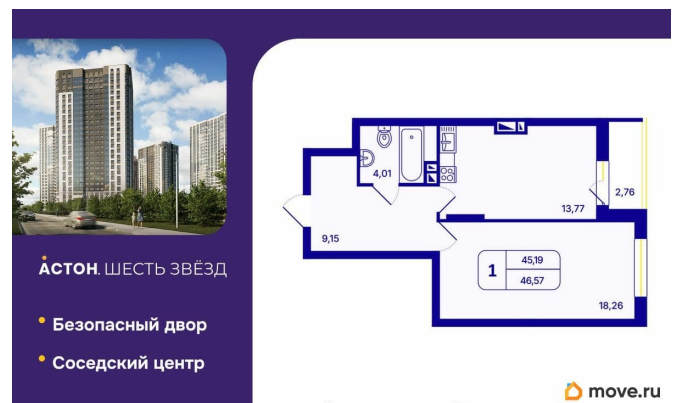 АСТОН. ШЕСТЬ ЗВЁЗД
Безопасный двор
Соседский центр
4,01
13,77
2,76
9,15
1
45,19
46,57
18,26
move.ru